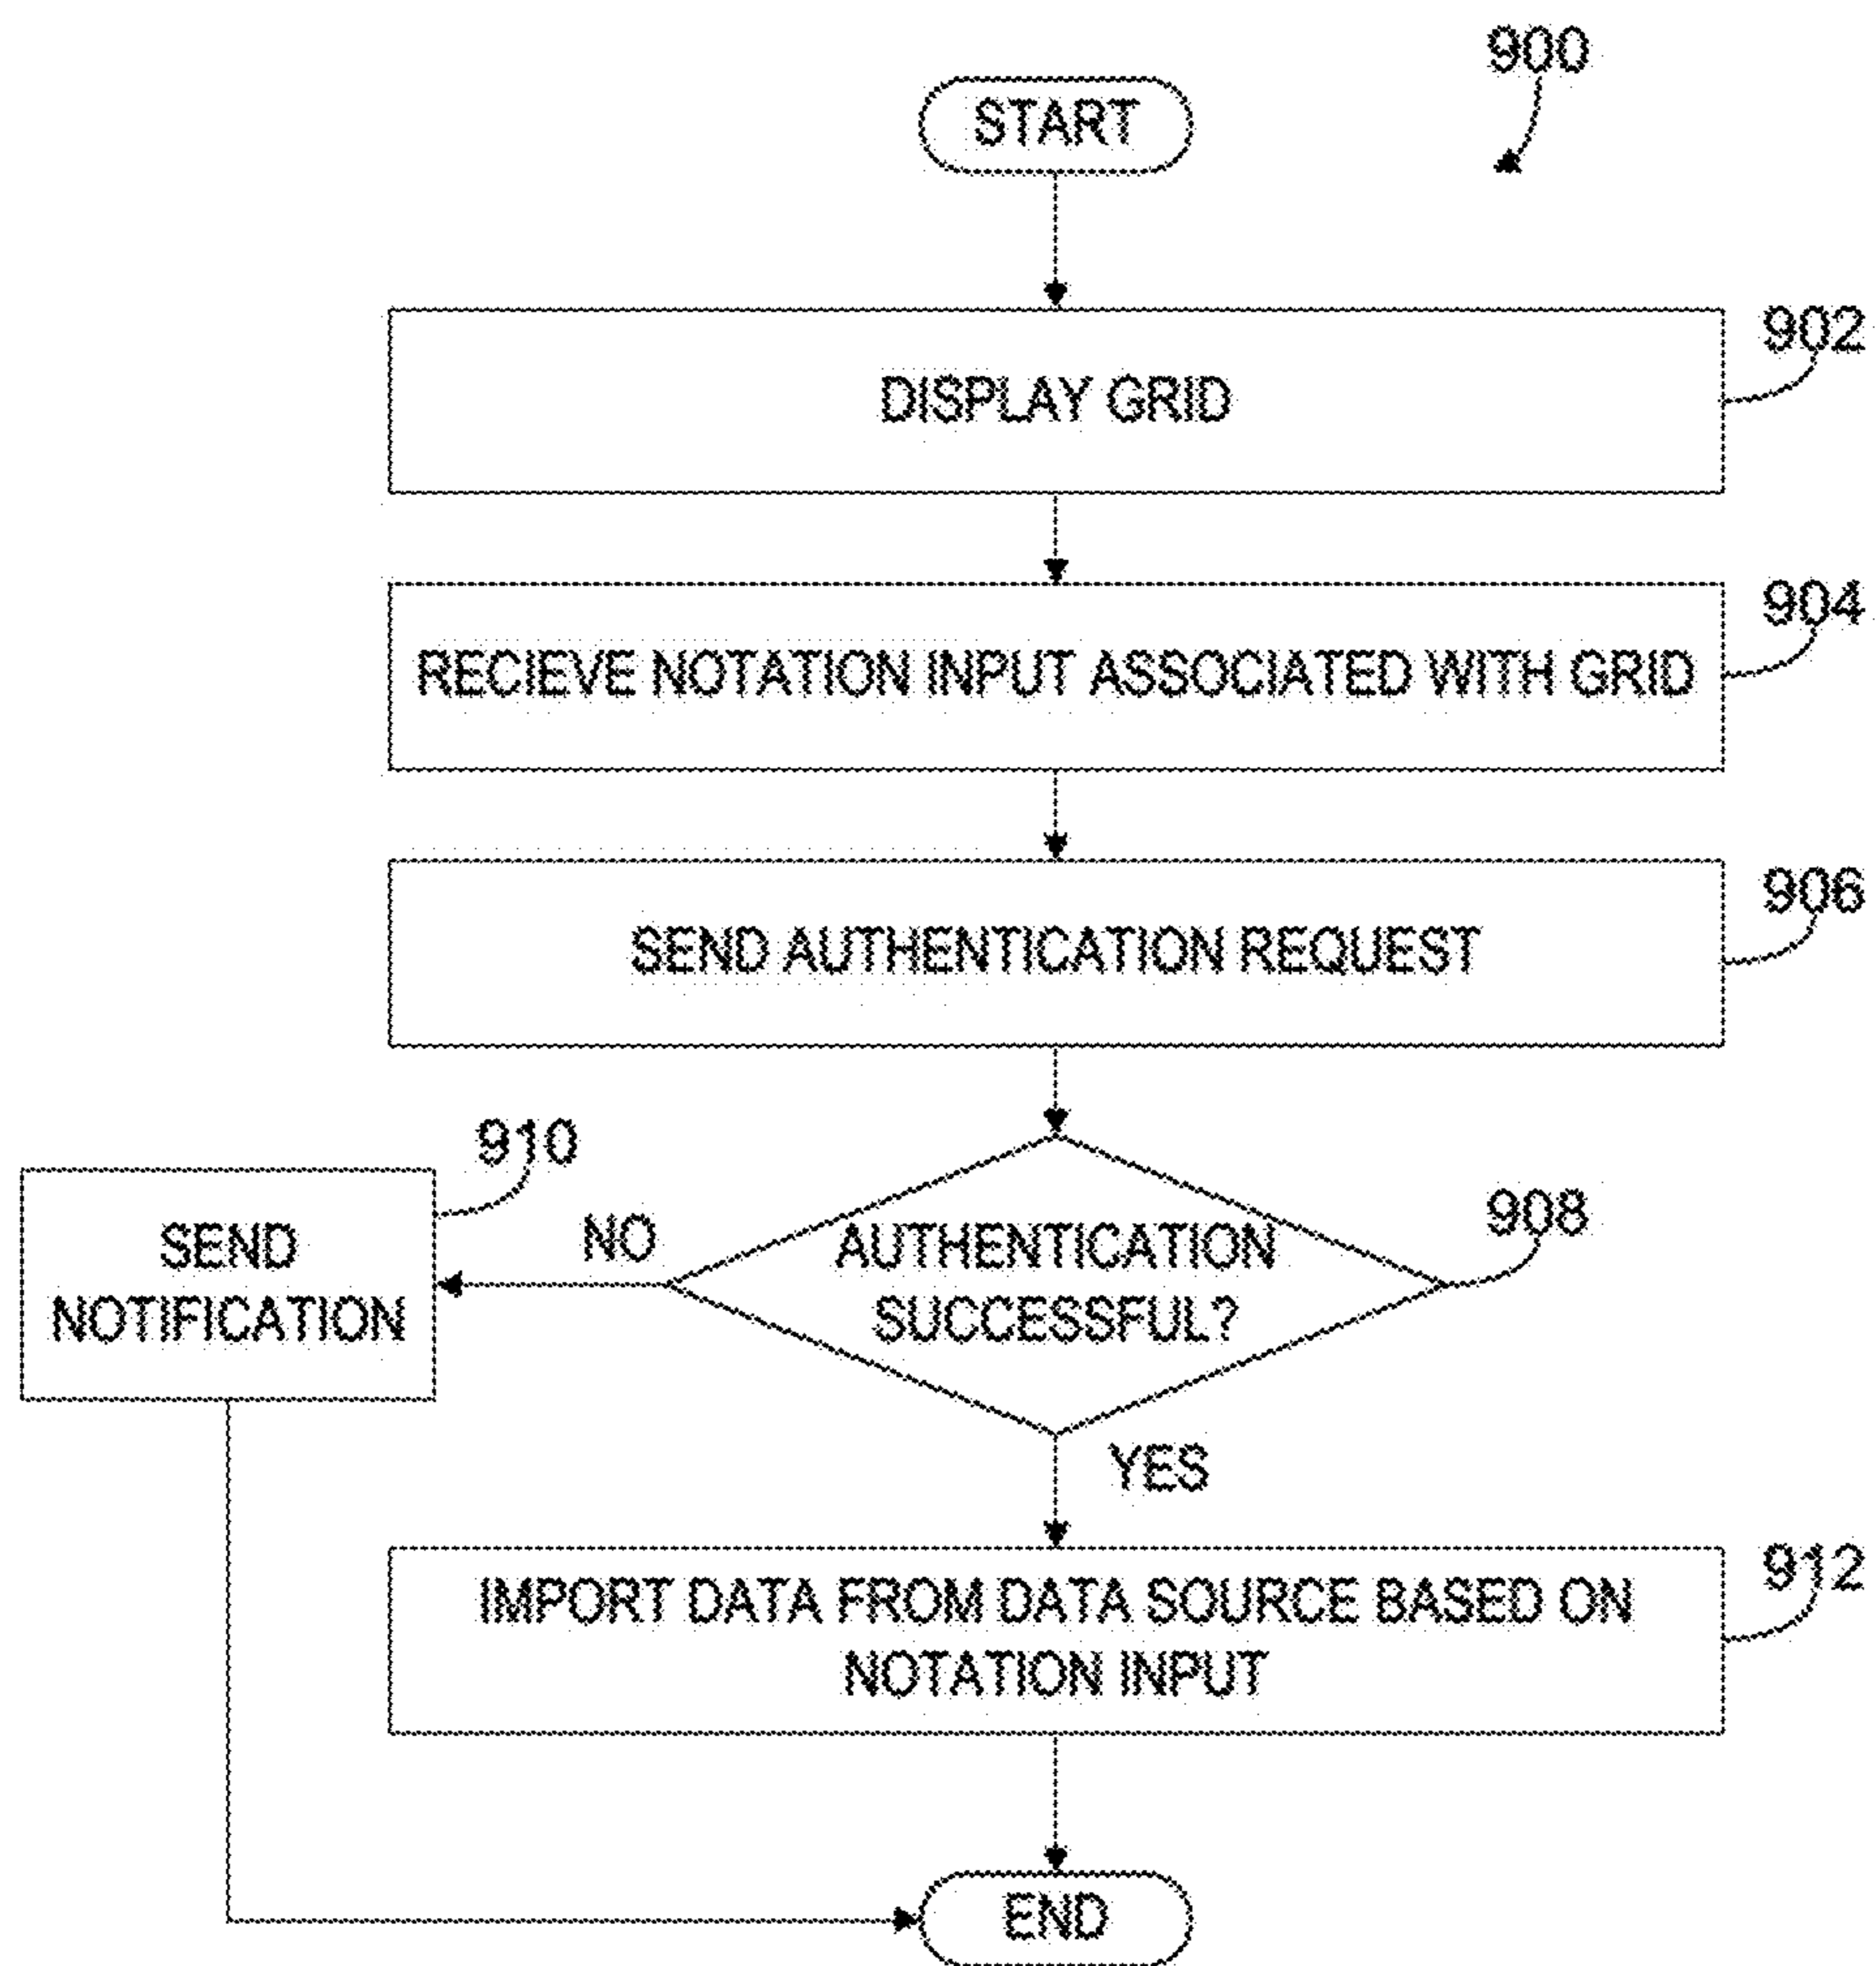 900
START
902
DISPLAY GRID
904
RECIEVE NOTATION INPUT ASSOCIATED WITH GRID
906
SEND AUTHENTICATION REQUEST
910
SEND
NOTIFICATION
NO
908
AUTHENTICATION
SUCCESSFUL?
YES
912
IMPORT DATA FROM DATA SOURCE BASED ON
NOTATION INPUT
END